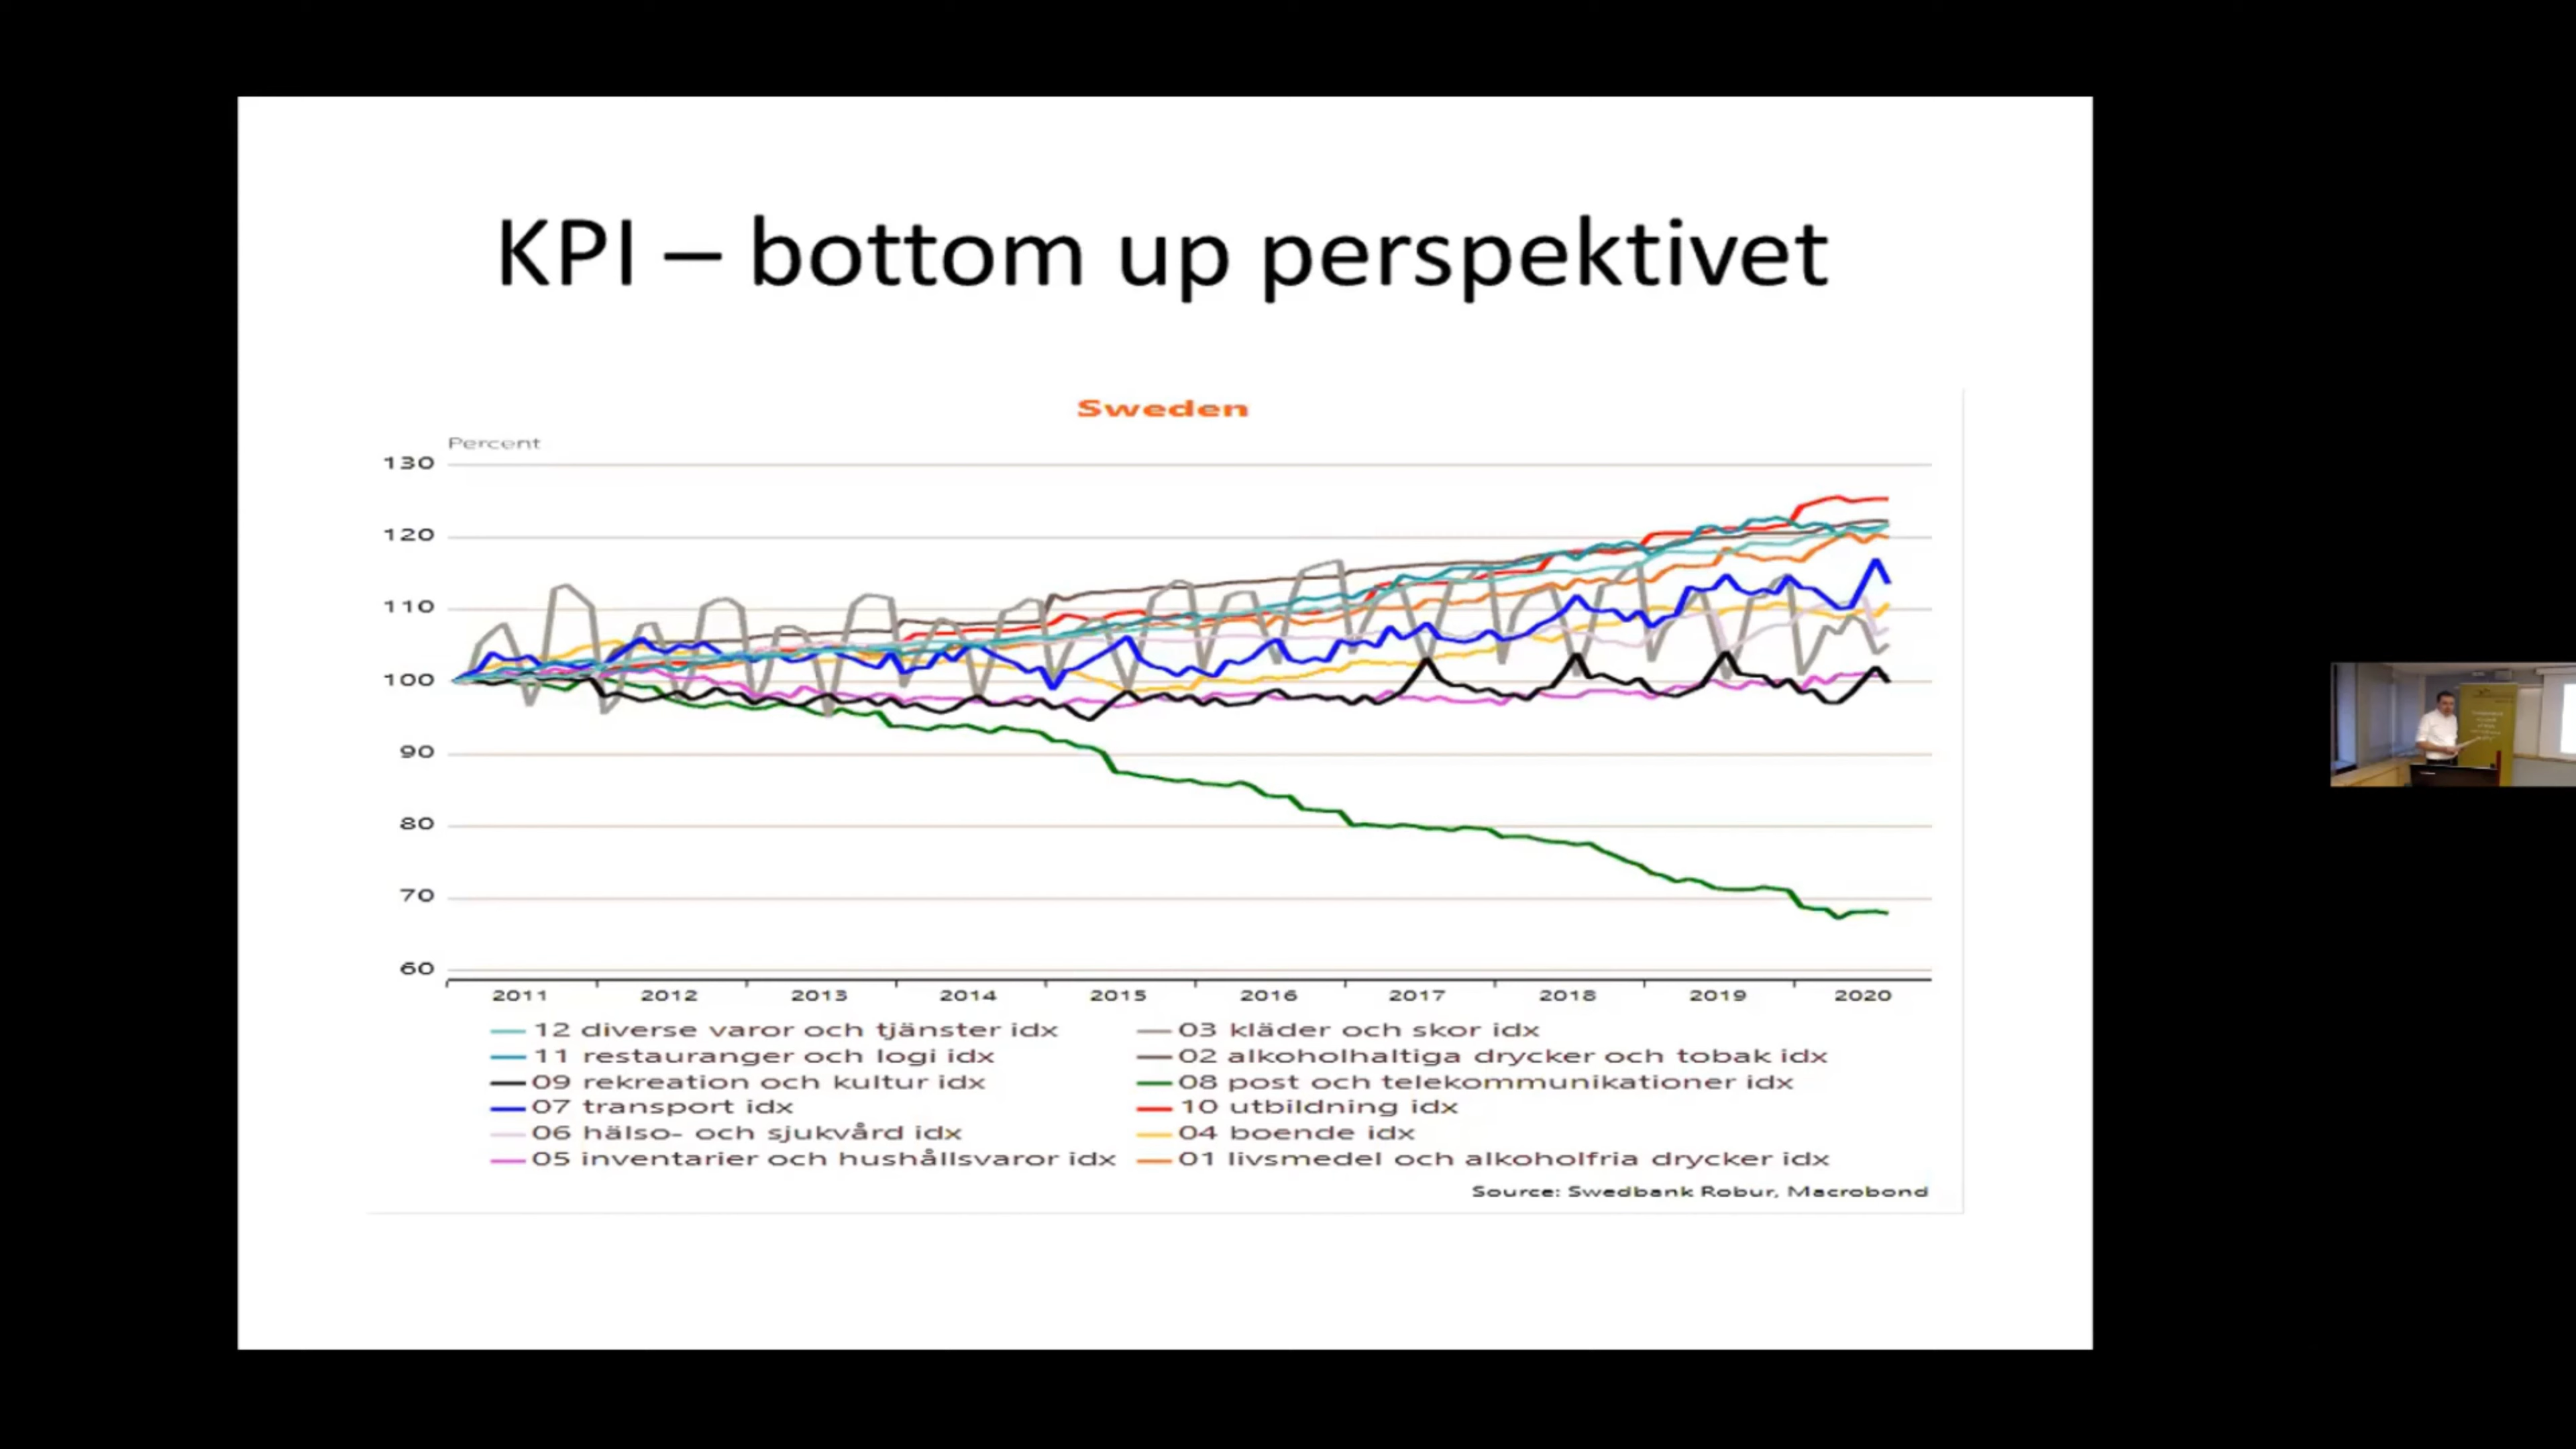 KPI – bottom up perspektivet
Sweden
Percent
130
120
110
100
90
80
70
60
2011 2012 2013 2014 2015 2016 2017 2018 2019 2020
12 diverse varor och tjänster idx
03 kläder och skor idx
11 restauranger och logi idx
02 alkoholhaltiga drycker och tobak idx
09 rekreation och kultur idx
08 post och telekommunikationer idx
07 transport idx
10 utbildning idx
06 hälso- och sjukvård idx
04 boende idx
05 inventarier och hushållsvaror idx
01 livsmedel och alkoholfria drycker idx
Source: Swedbank Robur, Macrobond